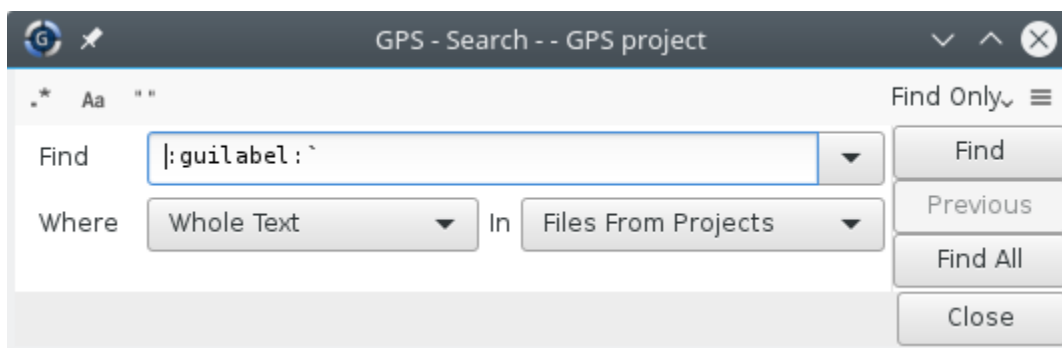 GPS - Search - - GPS project
.* Aa " " Find Only
Find :guilabel:` Find
Previous
Where Whole Text In Files From Projects
Find All
Close